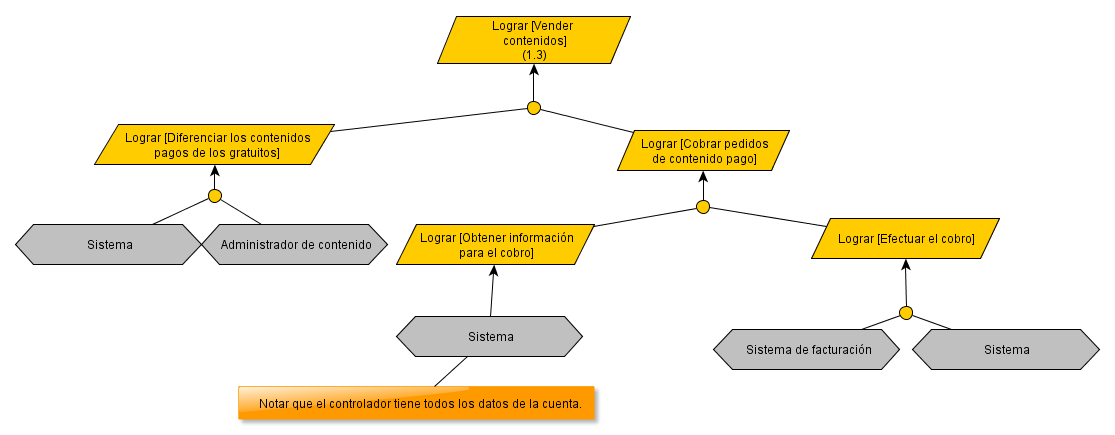 Lograr [Vender
contenidos]
(1.3)
Lograr [Diferenciar los contenidos
pagos de los gratuitos]
Lograr [Cobrar pedidos
de contenido pago]
Sistema
Administrador de contenido
Lograr [Obtener información
para el cobro]
Lograr [Efectuar el cobro]
Sistema
Sistema de facturación
Sistema
Notar que el controlador tiene todos los datos de la cuenta.